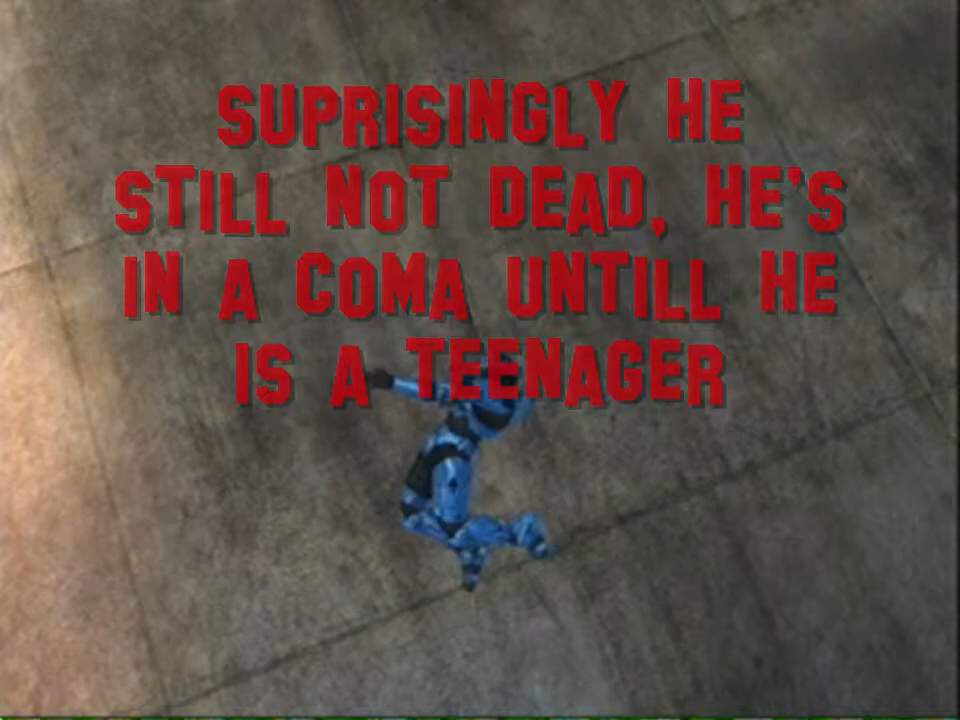 SUPRISINGLY HE
STILL NOT DEAD, HE'S
IN A COMA UNTILL HE
IS A TEENAGER